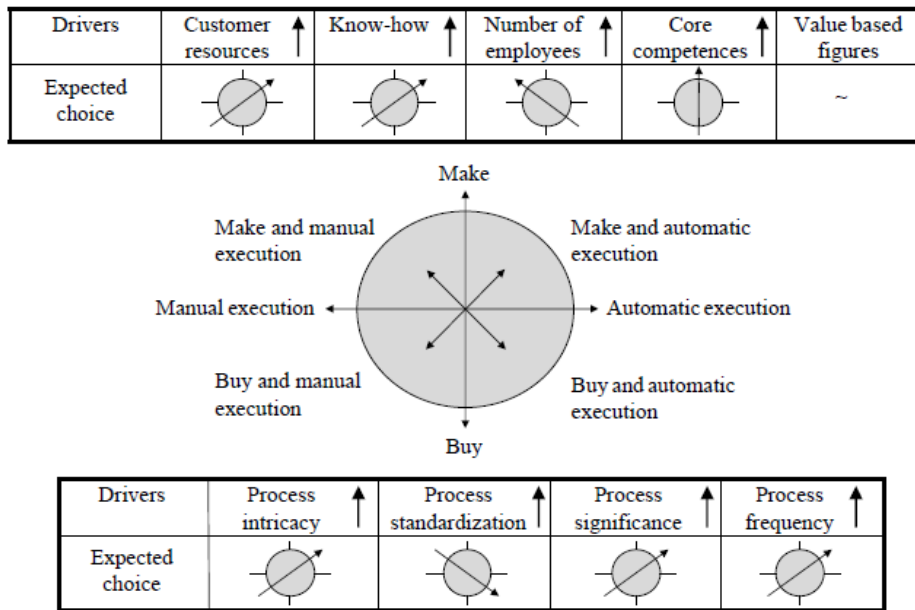 Drivers Customer Know-how Number of Core Value based
resources employees competences figures
Expected ~
choice
Make
Make and manual Make and automatic
execution execution
Manual execution Automatic execution
Buy and manual Buy and automatic
execution execution
Buy
Drivers Process Process Process Process
intricacy standardization significance frequency
Expected
choice